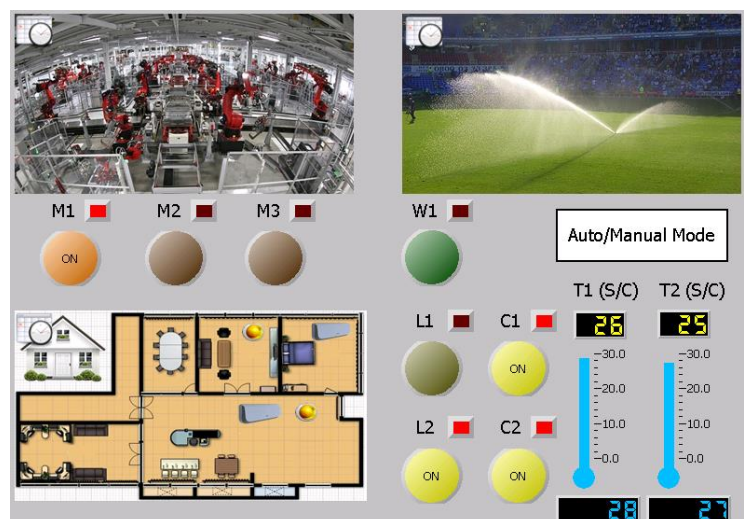 M1 M2 M3 W1
ON
Auto/Manual Mode
T1 (S/C) T2 (S/C)
L1 C1 26 25
ON
30.0 30.0
20.0 20.0
L2 C2 10.0 10.0
0.0 0.0
ON ON
28 27